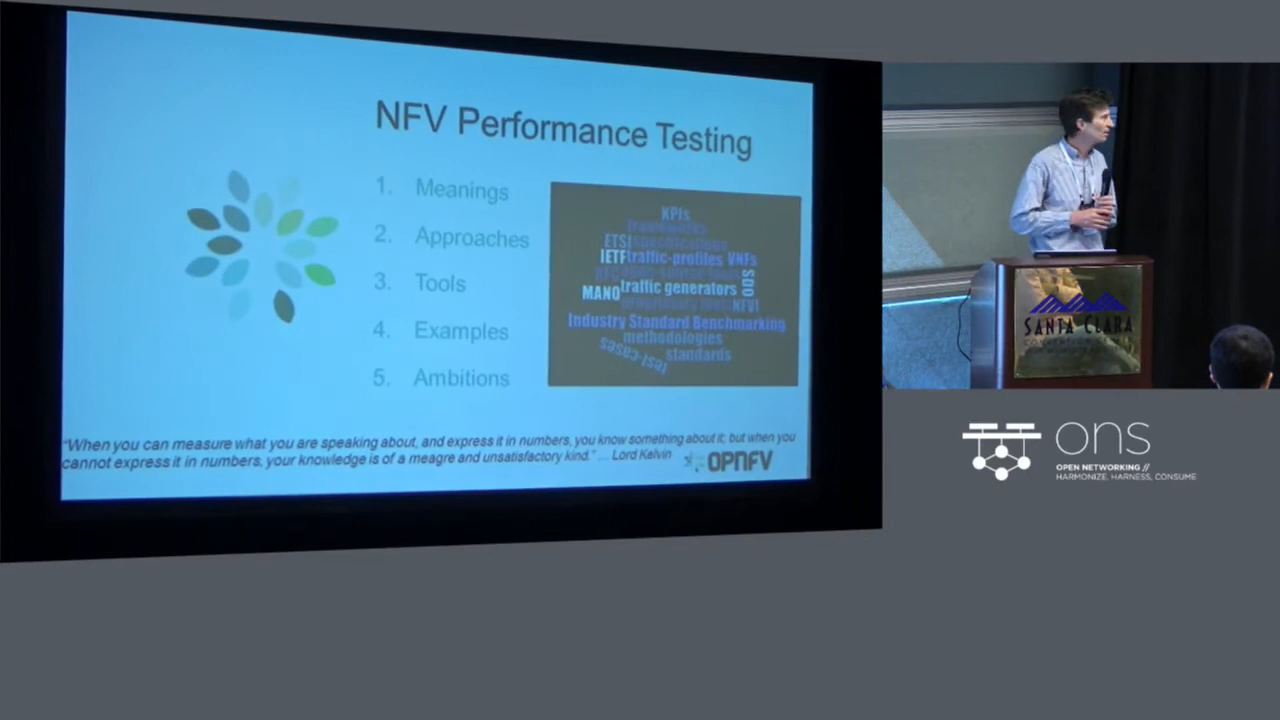 NFV Performance Testing
1. Meanings
2. Approaches
3. Tools
4. Examples
5. Ambitions
KPIs
frameworks
ETSI specifications
IETF traffic-profiles VNFs
SDO
MANO traffic generators
NFVI
Industry Standard Benchmarking
methodologies
test-cases standards
"When you can measure what you are speaking about, and express it in numbers, you know something about it; but when you
cannot express it in numbers, your knowledge is of a meagre and unsatisfactory kind." ... Lord Kelvin
OPNFV
SANTA CLARA
ons
OPEN NETWORKING //
HARMONIZE, HARNESS, CONSUME